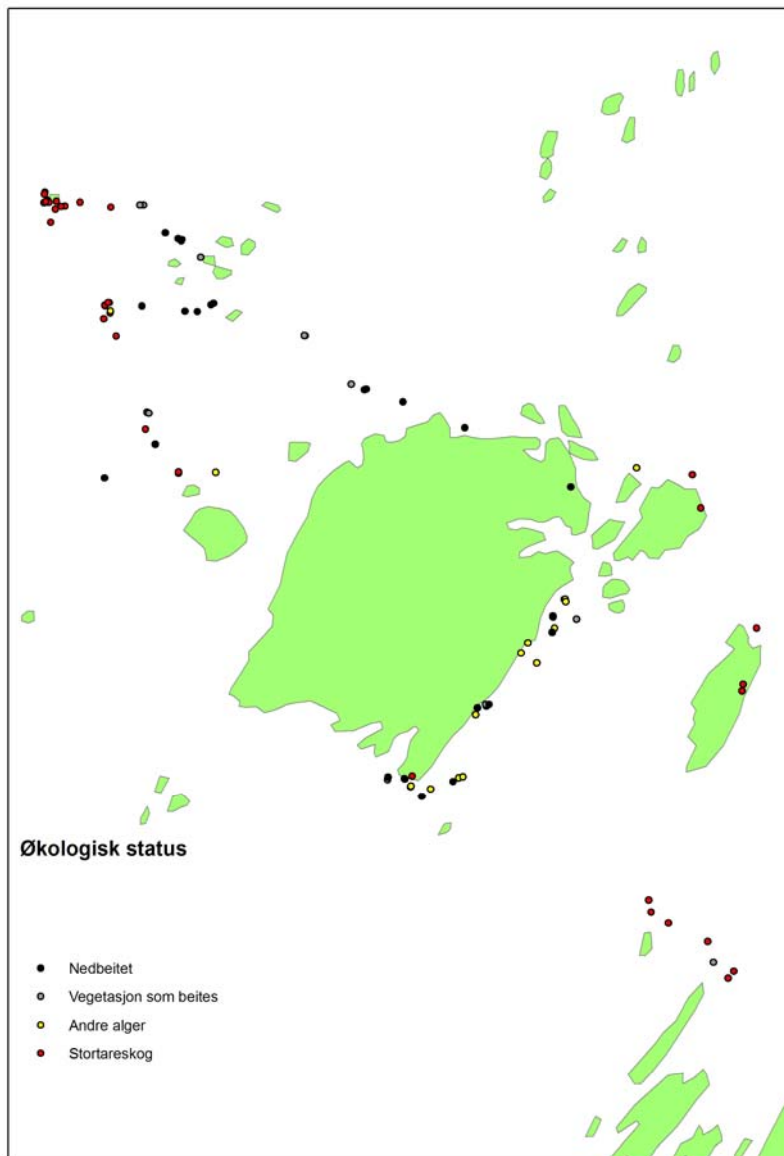 Økologisk status
Nedbeitet
Vegetasjon som beites
Andre alger
Stortareskog